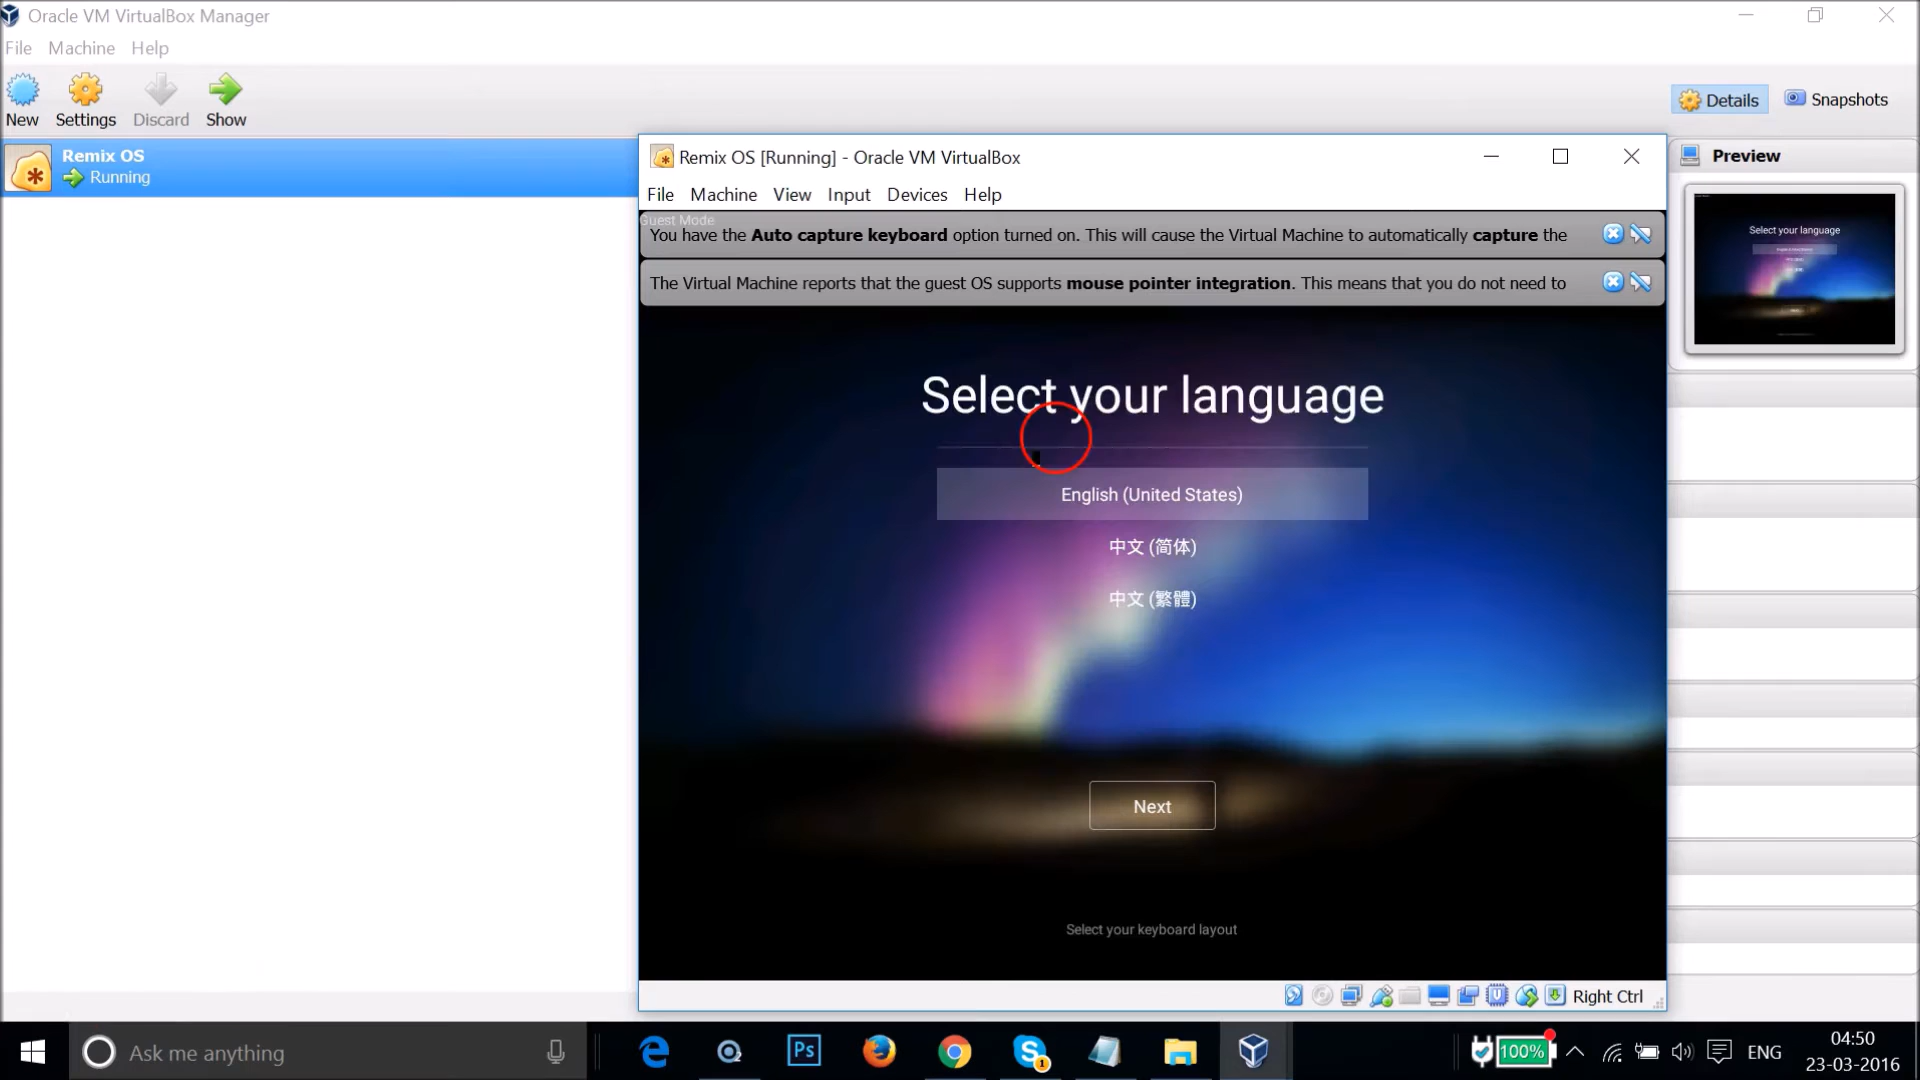 Oracle VM VirtualBox Manager
File Machine Help
New Settings Discard Show
Details Snapshots
Remix OS
Running
Remix OS [Running] - Oracle VM VirtualBox
File Machine View Input Devices Help
Guest Mode
You have the Auto capture keyboard option turned on. This will cause the Virtual Machine to automatically capture the
The Virtual Machine reports that the guest OS supports mouse pointer integration. This means that you do not need to
Select your language
English (United States)
中文 (简体)
中文 (繁體)
Next
Select your keyboard layout
Right Ctrl
Preview
Select your language
Ask me anything
Ps
1
100%
ENG
04:50
23-03-2016